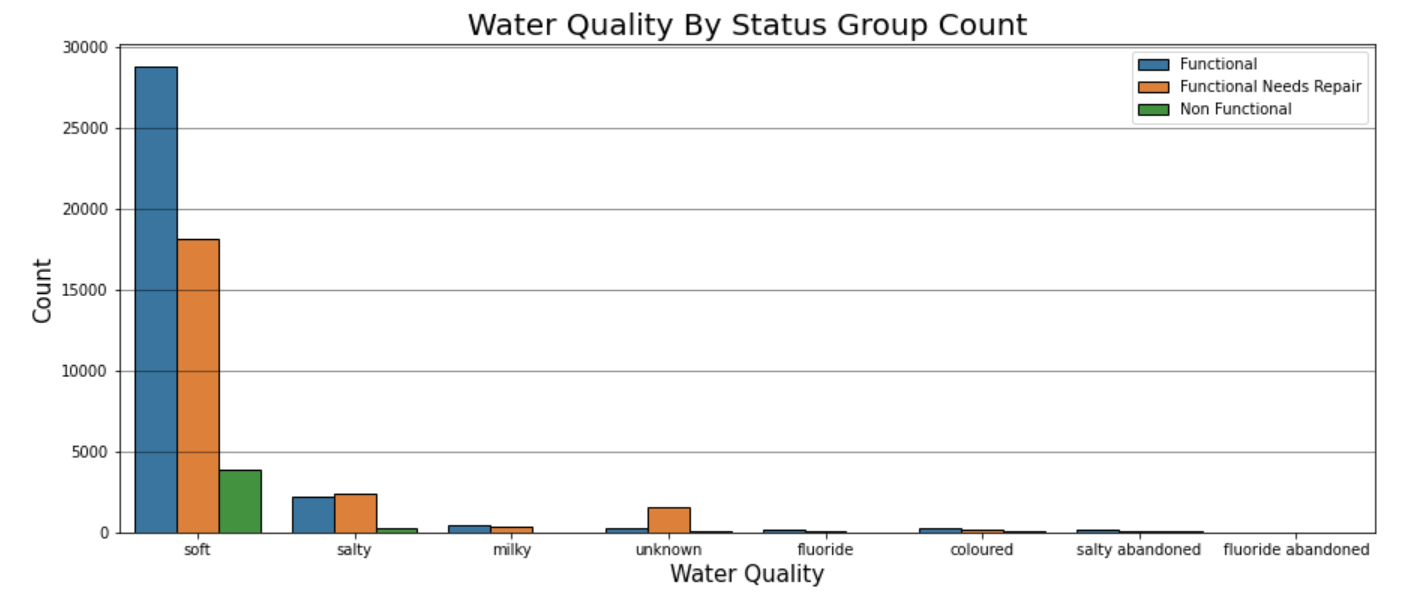 Water Quality By Status Group Count
30000
25000
20000
15000
10000
5000
0
Count
Functional
Functional Needs Repair
Non Functional
soft salty milky unknown fluoride coloured salty abandoned fluoride abandoned
Water Quality